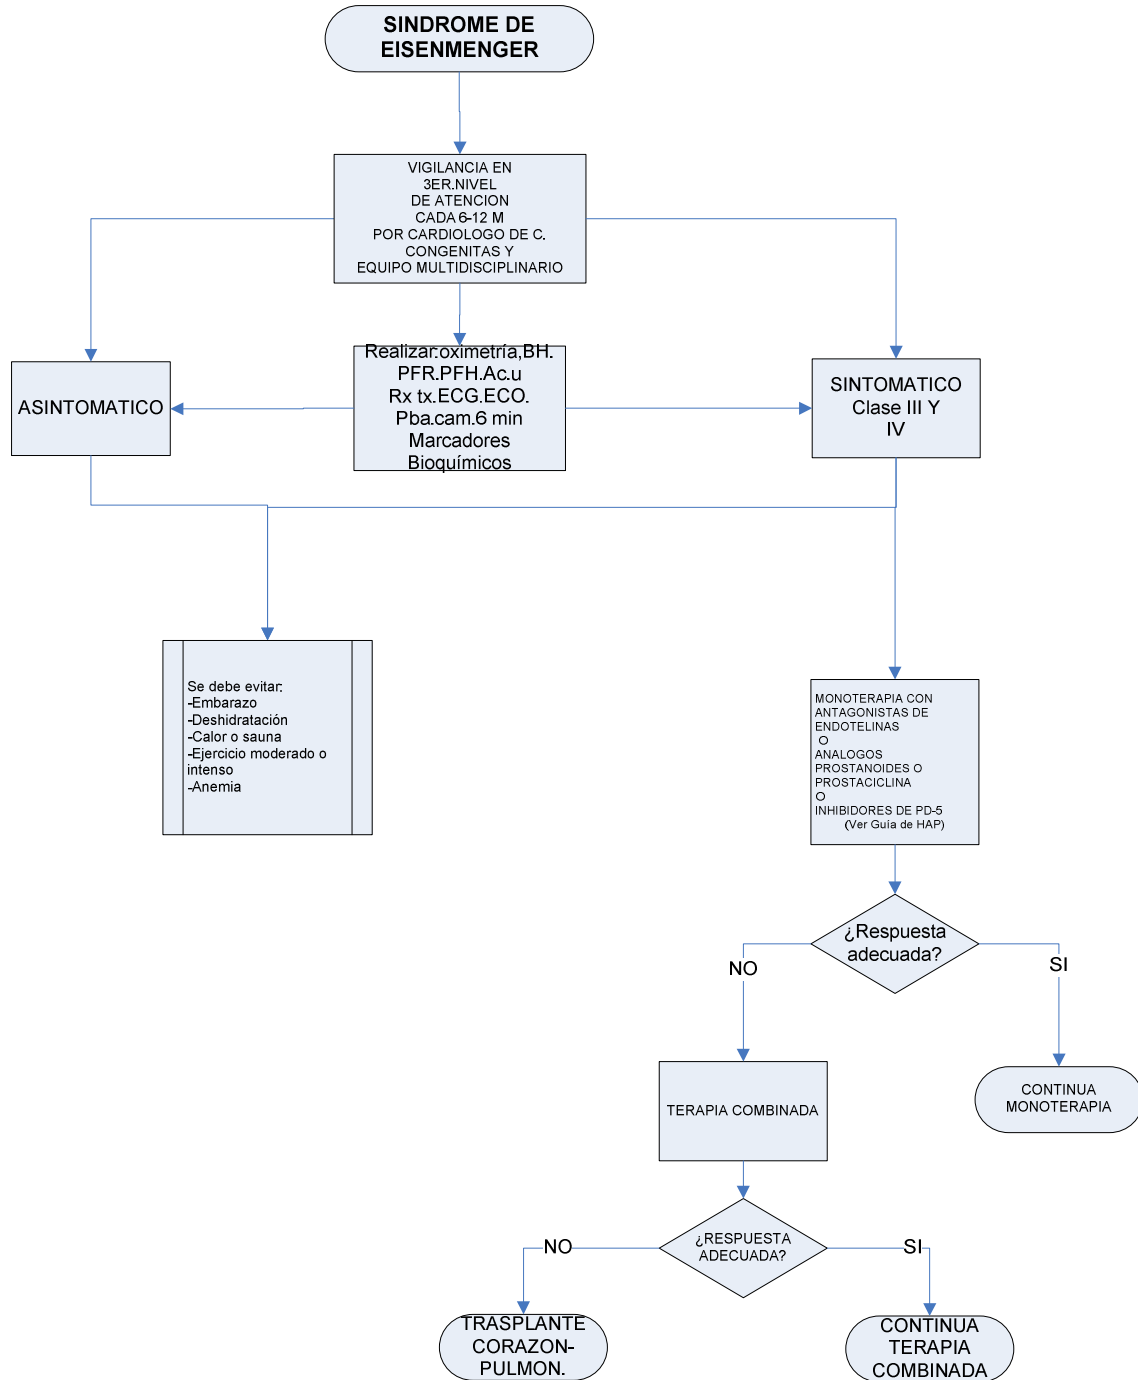 SINDROME DE
EISENMENGER
VIGILANCIA EN
3ER.NIVEL
DE ATENCION
CADA 6-12 M
POR CARDIOLOGO DE C.
CONGENITAS Y
EQUIPO MULTIDISCIPLINARIO
ASINTOMATICO
Realizar:oximetría,BH.
PFR.PFH.Ac.u
Rx tx.ECG.ECO.
Pba.cam.6 min
Marcadores
Bioquímicos
SINTOMATICO
Clase III Y
IV
Se debe evitar:
-Embarazo
-Deshidratación
-Calor o sauna
-Ejercicio moderado o
intenso
-Anemia
MONOTERAPIA CON
ANTAGONISTAS DE
ENDOTELINAS
O
ANALOGOS
PROSTANOIDES O
PROSTACICLINA
O
INHIBIDORES DE PD-5
(Ver Guía de HAP)
¿Respuesta
adecuada?
NO
SI
TERAPIA COMBINADA
CONTINUA
MONOTERAPIA
¿RESPUESTA
ADECUADA?
NO
SI
TRASPLANTE
CORAZON-
PULMON.
CONTINUA
TERAPIA
COMBINADA